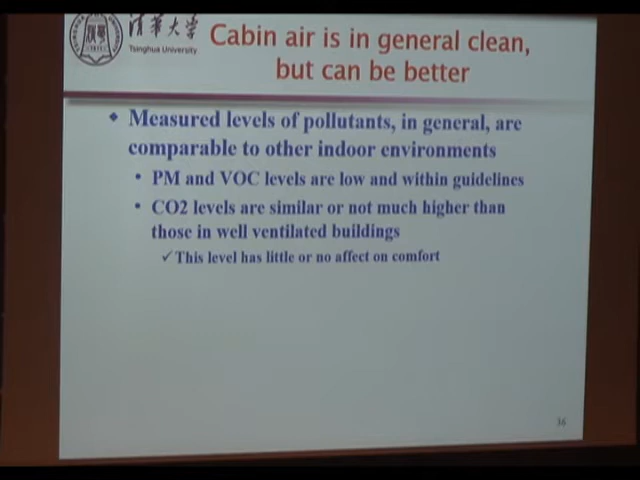 清华大学
Tsinghua University
Cabin air is in general clean,
but can be better
Measured levels of pollutants, in general, are
comparable to other indoor environments
PM and VOC levels are low and within guidelines
CO2 levels are similar or not much higher than
those in well ventilated buildings
This level has little or no affect on comfort
36